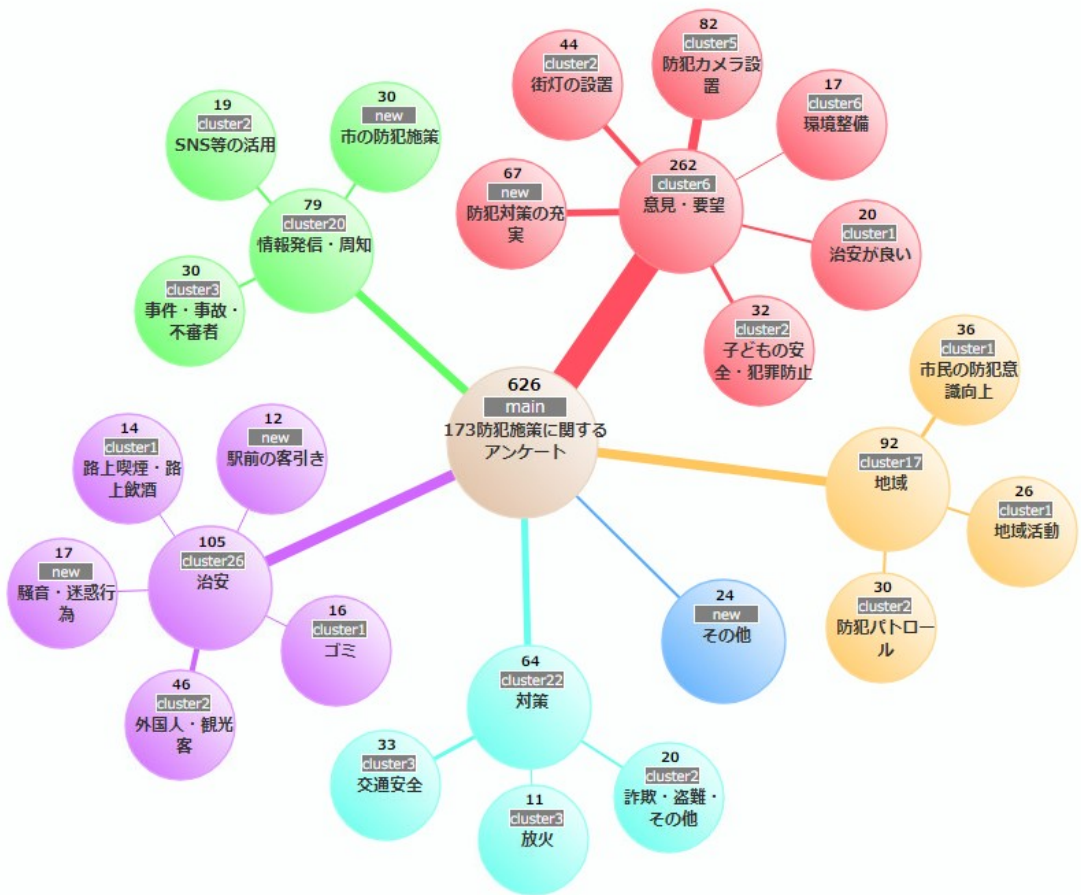 82
cluster5
防犯カメラ設
置
44
cluster2
街灯の設置
17
cluster6
環境整備
67
new
防犯対策の充
実
262
cluster6
意見・要望
20
cluster1
治安が良い
32
cluster2
子どもの安
全・犯罪防止
19
cluster2
SNS等の活用
30
new
市の防犯施策
79
cluster20
情報発信・周知
30
cluster3
事件・事故・
不審者
626
main
173防犯施策に関する
アンケート
36
cluster1
市民の防犯意
識向上
92
cluster17
地域
26
cluster1
地域活動
30
cluster2
防犯パトロー
ル
12
new
駅前の客引き
14
cluster1
路上喫煙・路
上飲酒
105
cluster26
治安
17
new
騒音・迷惑行
為
16
cluster1
ゴミ
46
cluster2
外国人・観光
客
24
new
その他
64
cluster22
対策
33
cluster3
交通安全
11
cluster3
放火
20
cluster2
詐欺・盗難・
その他